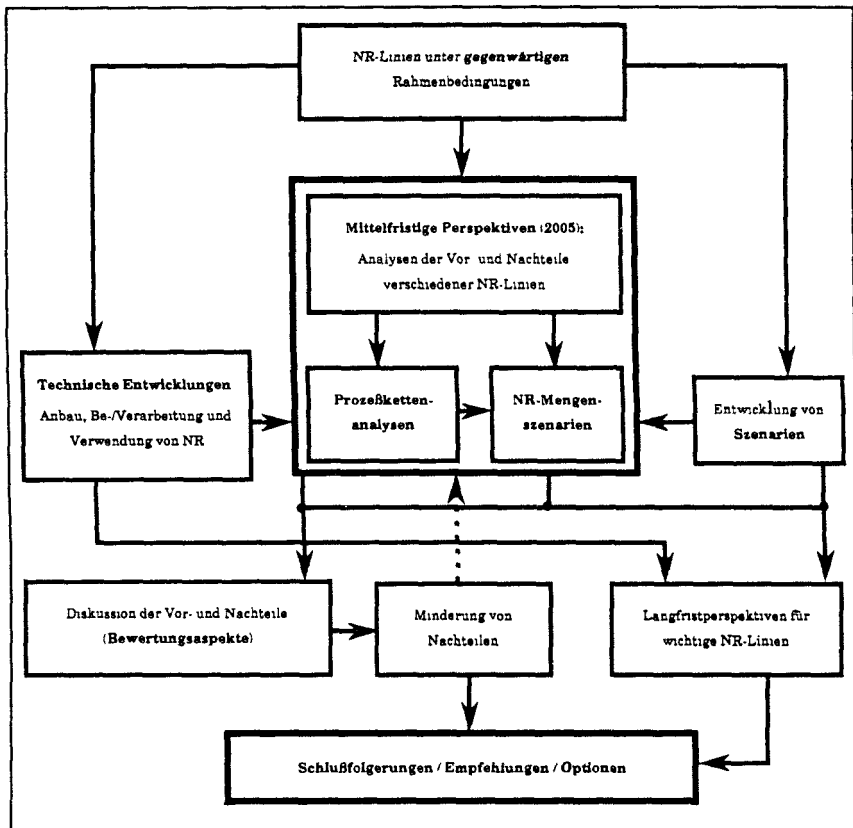 NR-Linien unter gegenwärtigen
Rahmenbedingungen
Mittelfristige Perspektiven (2005):
Analysen der Vor- und Nachteile
verschiedener NR-Linien
Technische Entwicklungen
Anbau, Be-/Verarbeitung und
Verwendung von NR
Prozeßketten-
analysen
NR-Mengen-
szenarien
Entwicklung von
Szenarien
Diskussion der Vor- und Nachteile
(Bewertungsaspekte)
Minderung von
Nachteilen
Langfristperspektiven für
wichtige NR-Linien
Schlußfolgerungen / Empfehlungen / Optionen